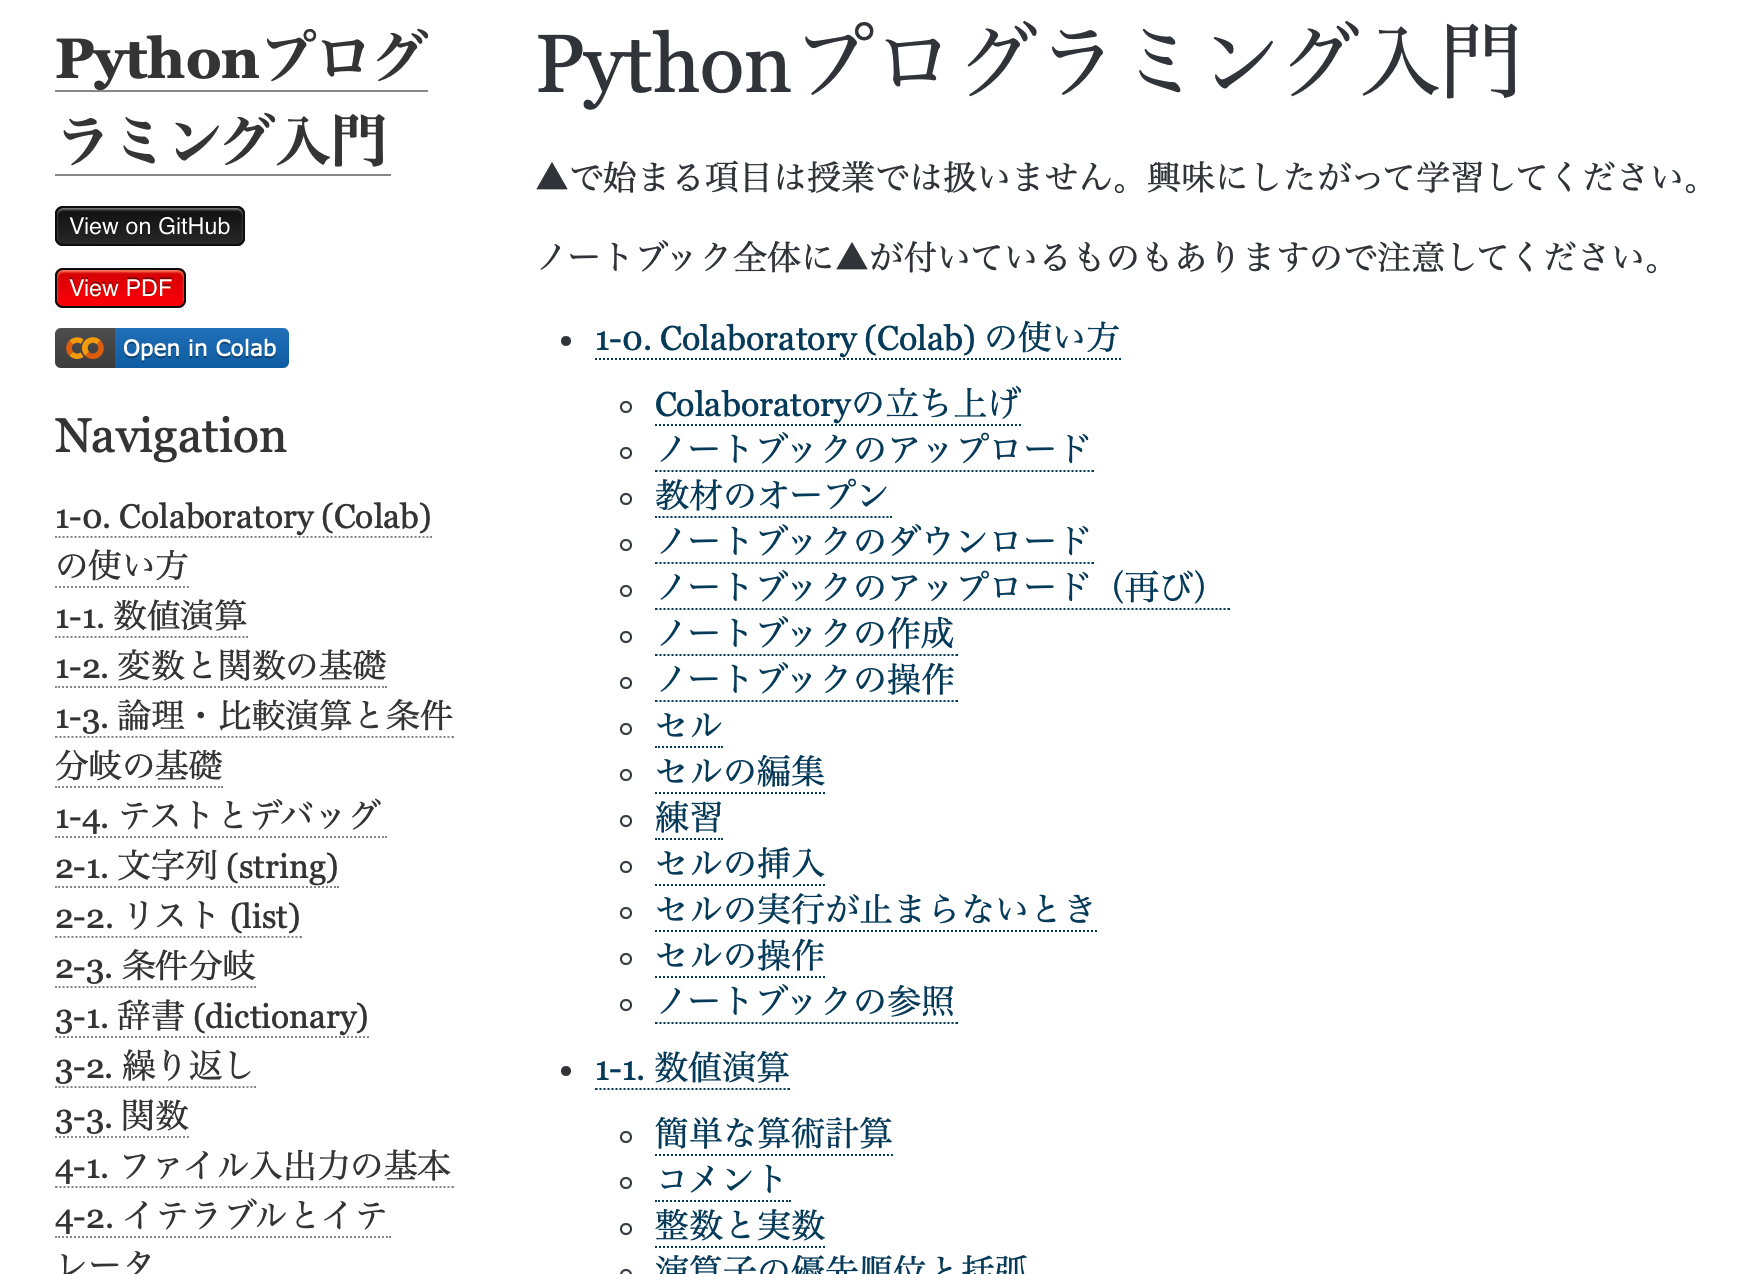 Pythonプログ
ラミング入門
View on GitHub
View PDF
Open in Colab
Navigation
1-0. Colaboratory (Colab)
の使い方
1-1. 数値演算
1-2. 変数と関数の基礎
1-3. 論理・比較演算と条件
分岐の基礎
1-4. テストとデバッグ
2-1. 文字列 (string)
2-2. リスト (list)
2-3. 条件分岐
3-1. 辞書 (dictionary)
3-2. 繰り返し
3-3. 関数
4-1. ファイル入出力の基本
4-2. イテラブルとイテ
レータ
Pythonプログラミング入門
▲で始まる項目は授業では扱いません。興味にしたがって学習してください。
ノートブック全体に▲が付いているものもありますので注意してください。
1-0. Colaboratory (Colab) の使い方
Colaboratoryの立ち上げ
ノートブックのアップロード
教材のオープン
ノートブックのダウンロード
ノートブックのアップロード（再び）
ノートブックの作成
ノートブックの操作
セル
セルの編集
練習
セルの挿入
セルの実行が止まらないとき
セルの操作
ノートブックの参照
1-1. 数値演算
簡単な算術計算
コメント
整数と実数
演算子の優先順位と括弧